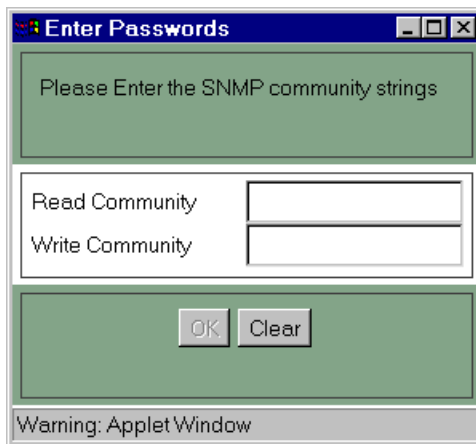 Enter Passwords
Please Enter the SNMP community strings
Read Community
Write Community
OK Clear
Warning: Applet Window